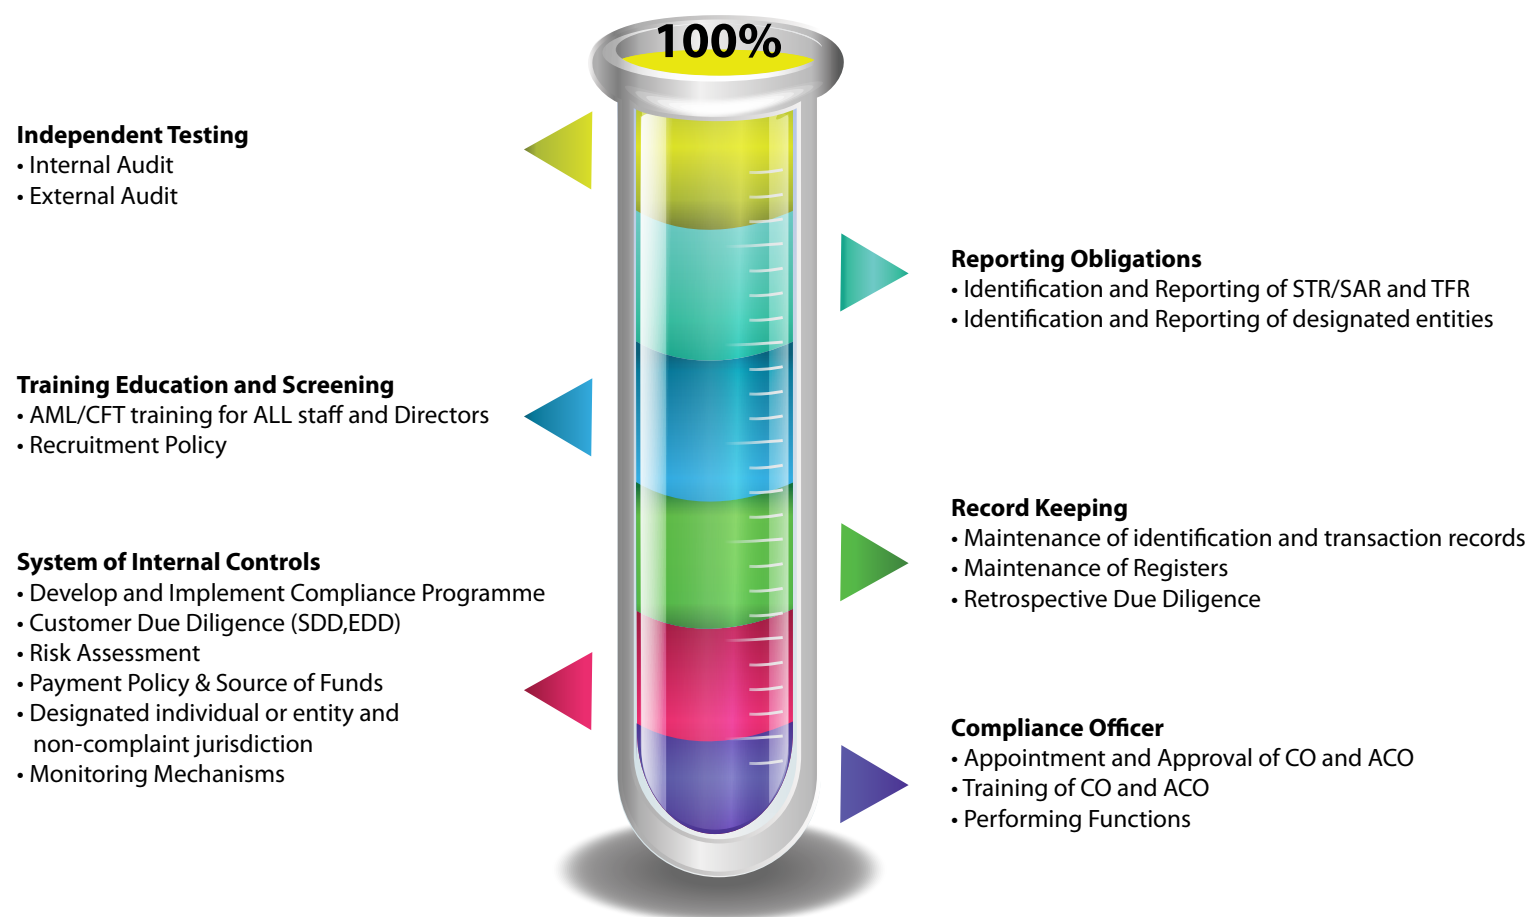 100%
Independent Testing
• Internal Audit
• External Audit
Reporting Obligations
• Identification and Reporting of STR/SAR and TFR
• Identification and Reporting of designated entities
Training Education and Screening
• AML/CFT training for ALL staff and Directors
• Recruitment Policy
Record Keeping
• Maintenance of identification and transaction records
• Maintenance of Registers
• Retrospective Due Diligence
System of Internal Controls
• Develop and Implement Compliance Programme
• Customer Due Diligence (SDD,EDD)
• Risk Assessment
• Payment Policy & Source of Funds
• Designated individual or entity and
non-complaint jurisdiction
• Monitoring Mechanisms
Compliance Officer
• Appointment and Approval of CO and ACO
• Training of CO and ACO
• Performing Functions